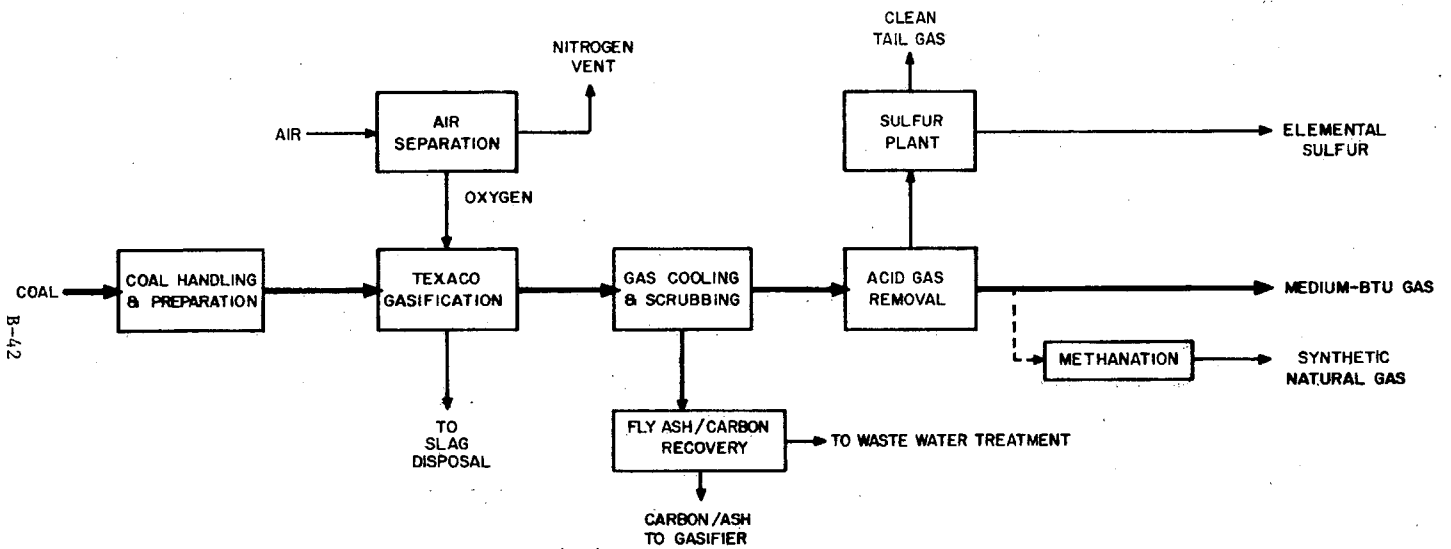 CLEAN
TAIL GAS
NITROGEN
VENT
AIR
AIR
SEPARATION
SULFUR
PLANT
ELEMENTAL
SULFUR
OXYGEN
COAL
COAL HANDLING
& PREPARATION
TEXACO
GASIFICATION
GAS COOLING
& SCRUBBING
ACID GAS
REMOVAL
MEDIUM-BTU GAS
B-42
METHANATION
SYNTHETIC
NATURAL GAS
TO
SLAG
DISPOSAL
FLY ASH/CARBON
RECOVERY
TO WASTE WATER TREATMENT
CARBON/ASH
TO GASIFIER